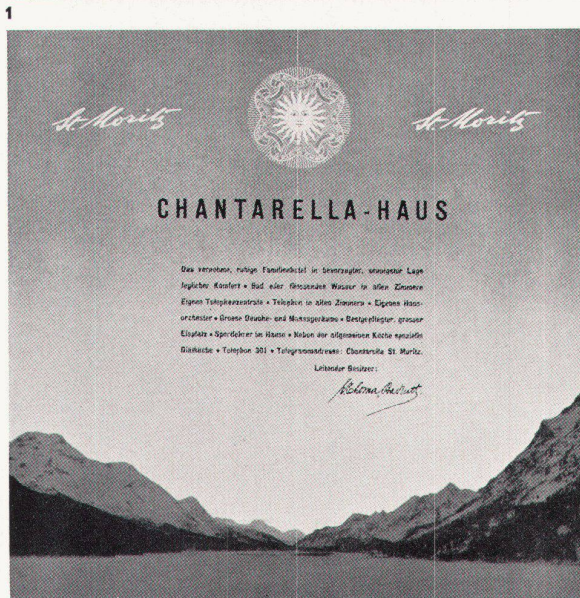 1
St. Moritz St. Moritz
CHANTARELLA-HAUS
Das vornehme, ruhige Familienhotel in bevorzugter, sonnigster Lage
Jeglicher Komfort • Bad oder fliessendes Wasser in allen Zimmern
Eigene Telephonzentrale • Telephon in allen Zimmern • Eigenes Haus-
orchester • Grosse Douche- und Massageräume • Bestgepflegter, grosser
Eisplatz • Sportlehrer im Hause • Neben der allgemeinen Küche spezielle
Diätküche • Telephon 301 • Telegrammadresse: Chantarella St. Moritz.
Leitender Besitzer: